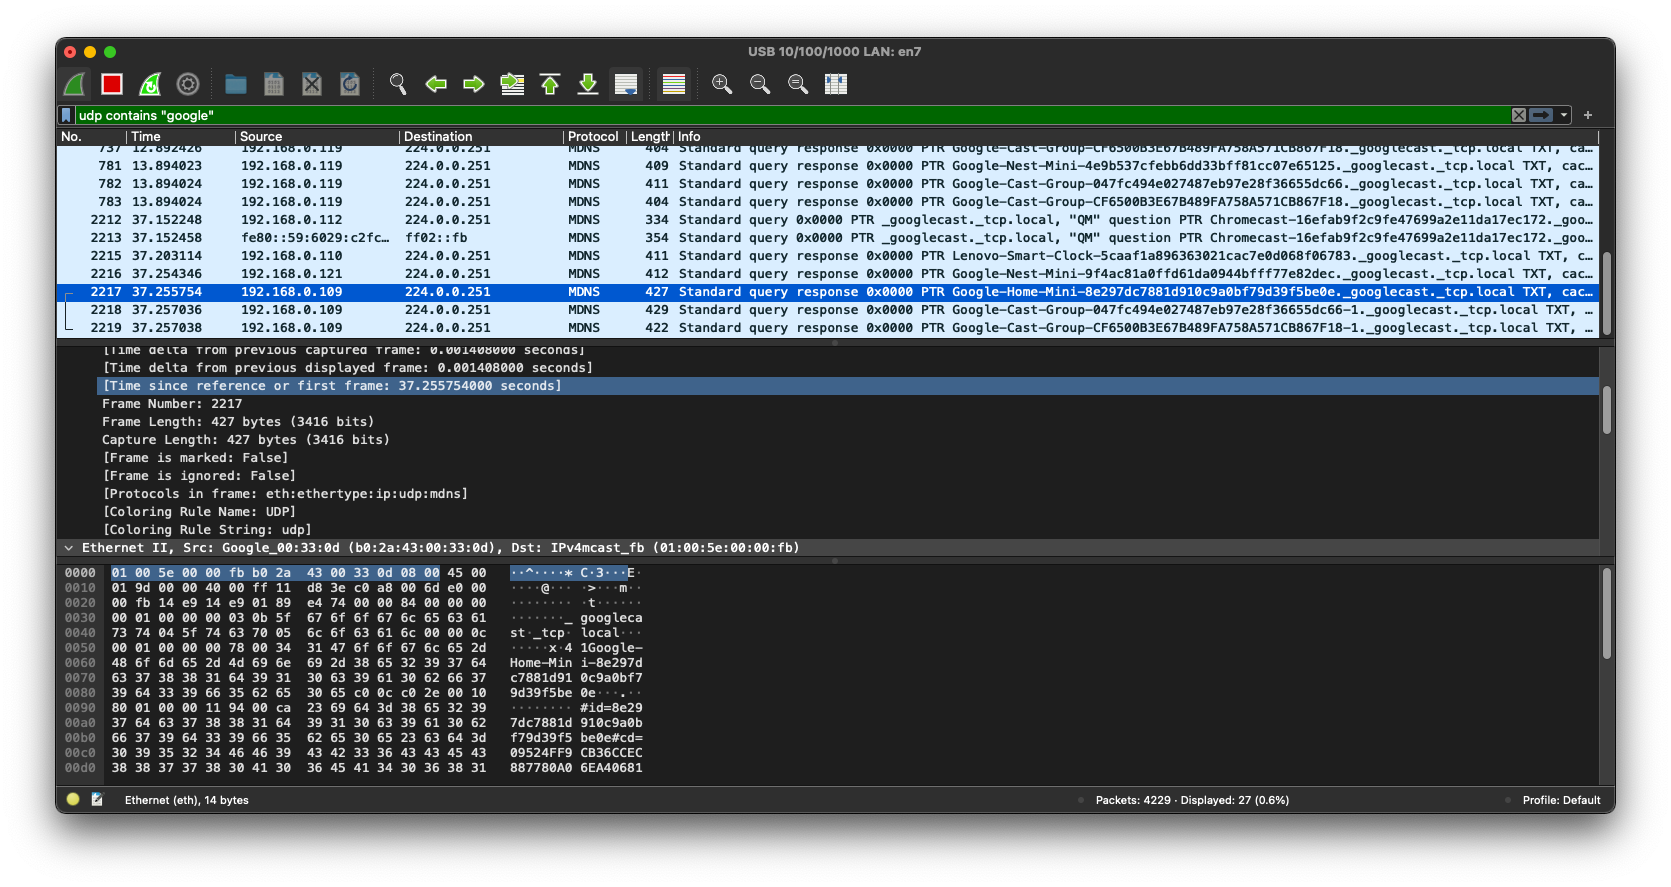 USB 10/100/1000 LAN: en7
udp contains "google"
No. Time Source Destination Protocol Length Info
737 12.892426 192.168.0.119 224.0.0.251 MDNS 404 Standard query response 0x0000 PTR Google-Cast-Group-CF6500B3E67B489FA758A571CB867F18._googlecast._tcp.local TXT, ca…
781 13.894023 192.168.0.119 224.0.0.251 MDNS 409 Standard query response 0x0000 PTR Google-Nest-Mini-4e9b537cfebb6dd33bff81cc07e65125._googlecast._tcp.local TXT, cac…
782 13.894024 192.168.0.119 224.0.0.251 MDNS 411 Standard query response 0x0000 PTR Google-Cast-Group-047fc494e027487eb97e28f36655dc66._googlecast._tcp.local TXT, ca…
783 13.894024 192.168.0.119 224.0.0.251 MDNS 404 Standard query response 0x0000 PTR Google-Cast-Group-CF6500B3E67B489FA758A571CB867F18._googlecast._tcp.local TXT, ca…
2212 37.152248 192.168.0.112 224.0.0.251 MDNS 334 Standard query 0x0000 PTR _googlecast._tcp.local, "QM" question PTR Chromecast-16efab9f2c9fe47699a2e11da17ec172._goo…
2213 37.152458 fe80::59:6029:c2fc… ff02::fb MDNS 354 Standard query 0x0000 PTR _googlecast._tcp.local, "QM" question PTR Chromecast-16efab9f2c9fe47699a2e11da17ec172._goo…
2215 37.203114 192.168.0.110 224.0.0.251 MDNS 411 Standard query response 0x0000 PTR Lenovo-Smart-Clock-5caaf1a896363021cac7e0d068f06783._googlecast._tcp.local TXT, c…
2216 37.254346 192.168.0.121 224.0.0.251 MDNS 412 Standard query response 0x0000 PTR Google-Nest-Mini-9f4ac81a0ffd61da0944bfff77e82dec._googlecast._tcp.local TXT, cac…
2217 37.255754 192.168.0.109 224.0.0.251 MDNS 427 Standard query response 0x0000 PTR Google-Home-Mini-8e297dc7881d910c9a0bf79d39f5be0e._googlecast._tcp.local TXT, cac…
2218 37.257036 192.168.0.109 224.0.0.251 MDNS 429 Standard query response 0x0000 PTR Google-Cast-Group-047fc494e027487eb97e28f36655dc66-1._googlecast._tcp.local TXT, …
2219 37.257038 192.168.0.109 224.0.0.251 MDNS 422 Standard query response 0x0000 PTR Google-Cast-Group-CF6500B3E67B489FA758A571CB867F18-1._googlecast._tcp.local TXT, …
[Time delta from previous captured frame: 0.001408000 seconds]
[Time delta from previous displayed frame: 0.001408000 seconds]
[Time since reference or first frame: 37.255754000 seconds]
Frame Number: 2217
Frame Length: 427 bytes (3416 bits)
Capture Length: 427 bytes (3416 bits)
[Frame is marked: False]
[Frame is ignored: False]
[Protocols in frame: eth:ethertype:ip:udp:mdns]
[Coloring Rule Name: UDP]
[Coloring Rule String: udp]
Ethernet II, Src: Google_00:33:0d (b0:2a:43:00:33:0d), Dst: IPv4mcast_fb (01:00:5e:00:00:fb)
0000 01 00 5e 00 00 fb b0 2a 43 00 33 0d 08 00 45 00 ··^····* C·3···E·
0010 01 9d 00 00 40 00 ff 11 d8 3e c0 a8 00 6d e0 00 ····@··· ·>···m··
0020 00 fb 14 e9 14 e9 01 89 e4 74 00 00 84 00 00 00 ········ ·t······
0030 00 01 00 00 00 00 03 0b 5f 67 6f 6f 67 6c 65 63 61 ·······_ googleca
0040 73 74 04 5f 74 63 70 05 6c 6f 63 61 6c 00 00 0c st·_tcp· local···
0050 00 01 00 00 00 78 00 34 31 47 6f 6f 67 6c 65 2d ·····x·4 1Google-
0060 48 6f 6d 65 2d 4d 69 6e 69 2d 38 65 32 39 37 64 Home-Min i-8e297d
0070 63 37 38 38 31 64 39 31 30 63 39 61 30 62 66 37 c7881d91 0c9a0bf7
0080 39 64 33 39 66 35 62 65 30 65 c0 0c c0 2e 00 10 9d39f5be 0e···.··
0090 80 01 00 00 11 94 00 ca 23 69 64 3d 38 65 32 39 ········ #id=8e29
00a0 37 64 63 37 38 38 31 64 39 31 30 63 39 61 30 62 7dc7881d 910c9a0b
00b0 66 37 39 64 33 39 66 35 62 65 30 65 23 63 64 3d f79d39f5 be0e#cd=
00c0 30 39 35 32 34 46 46 39 43 42 33 36 43 43 45 43 09524FF9 CB36CCEC
00d0 38 38 37 37 38 30 41 30 36 45 41 34 30 36 38 31 887780A0 6EA40681
Ethernet (eth), 14 bytes
Packets: 4229 · Displayed: 27 (0.6%)
Profile: Default